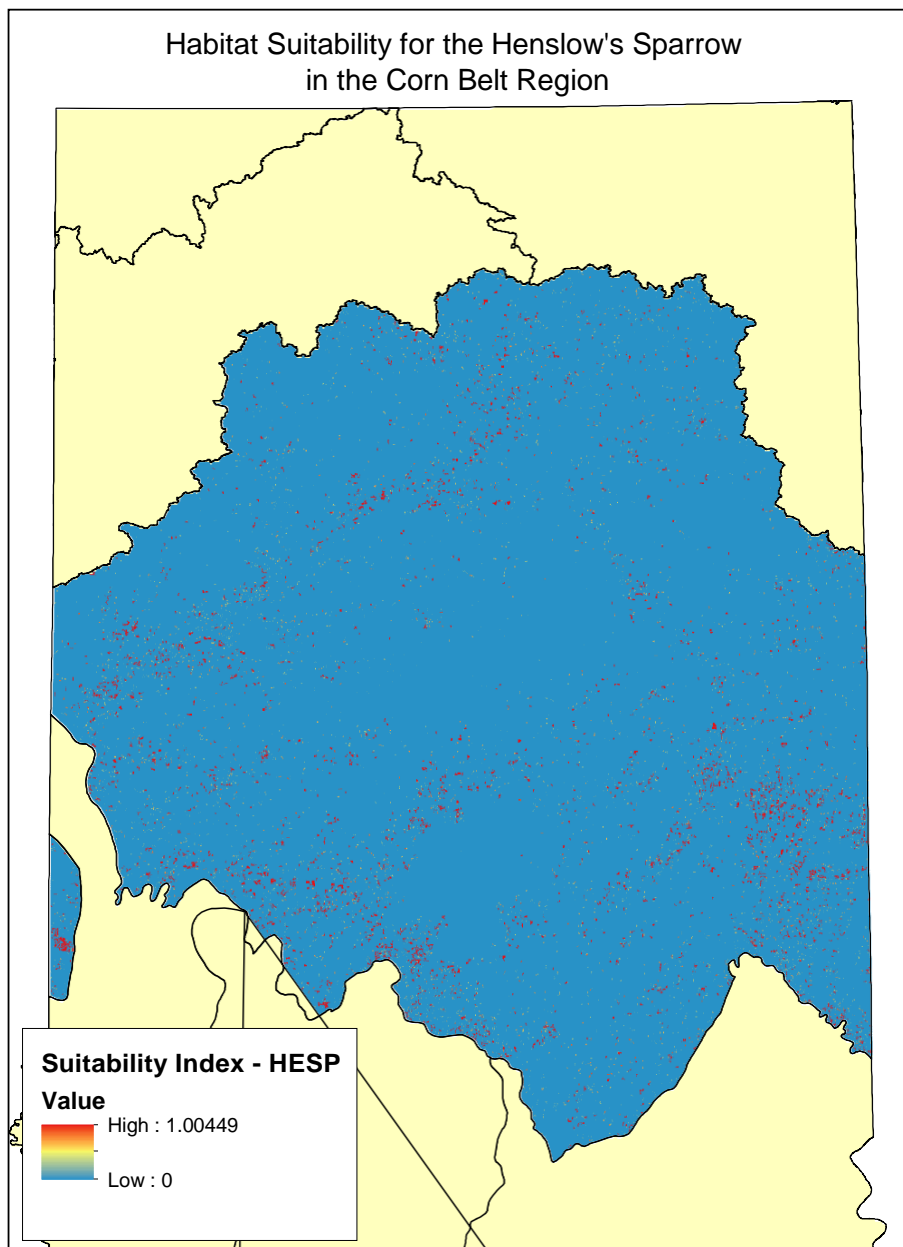 Habitat Suitability for the Henslow's Sparrow
in the Corn Belt Region
Suitability Index - HESP
Value
High : 1.00449
Low : 0